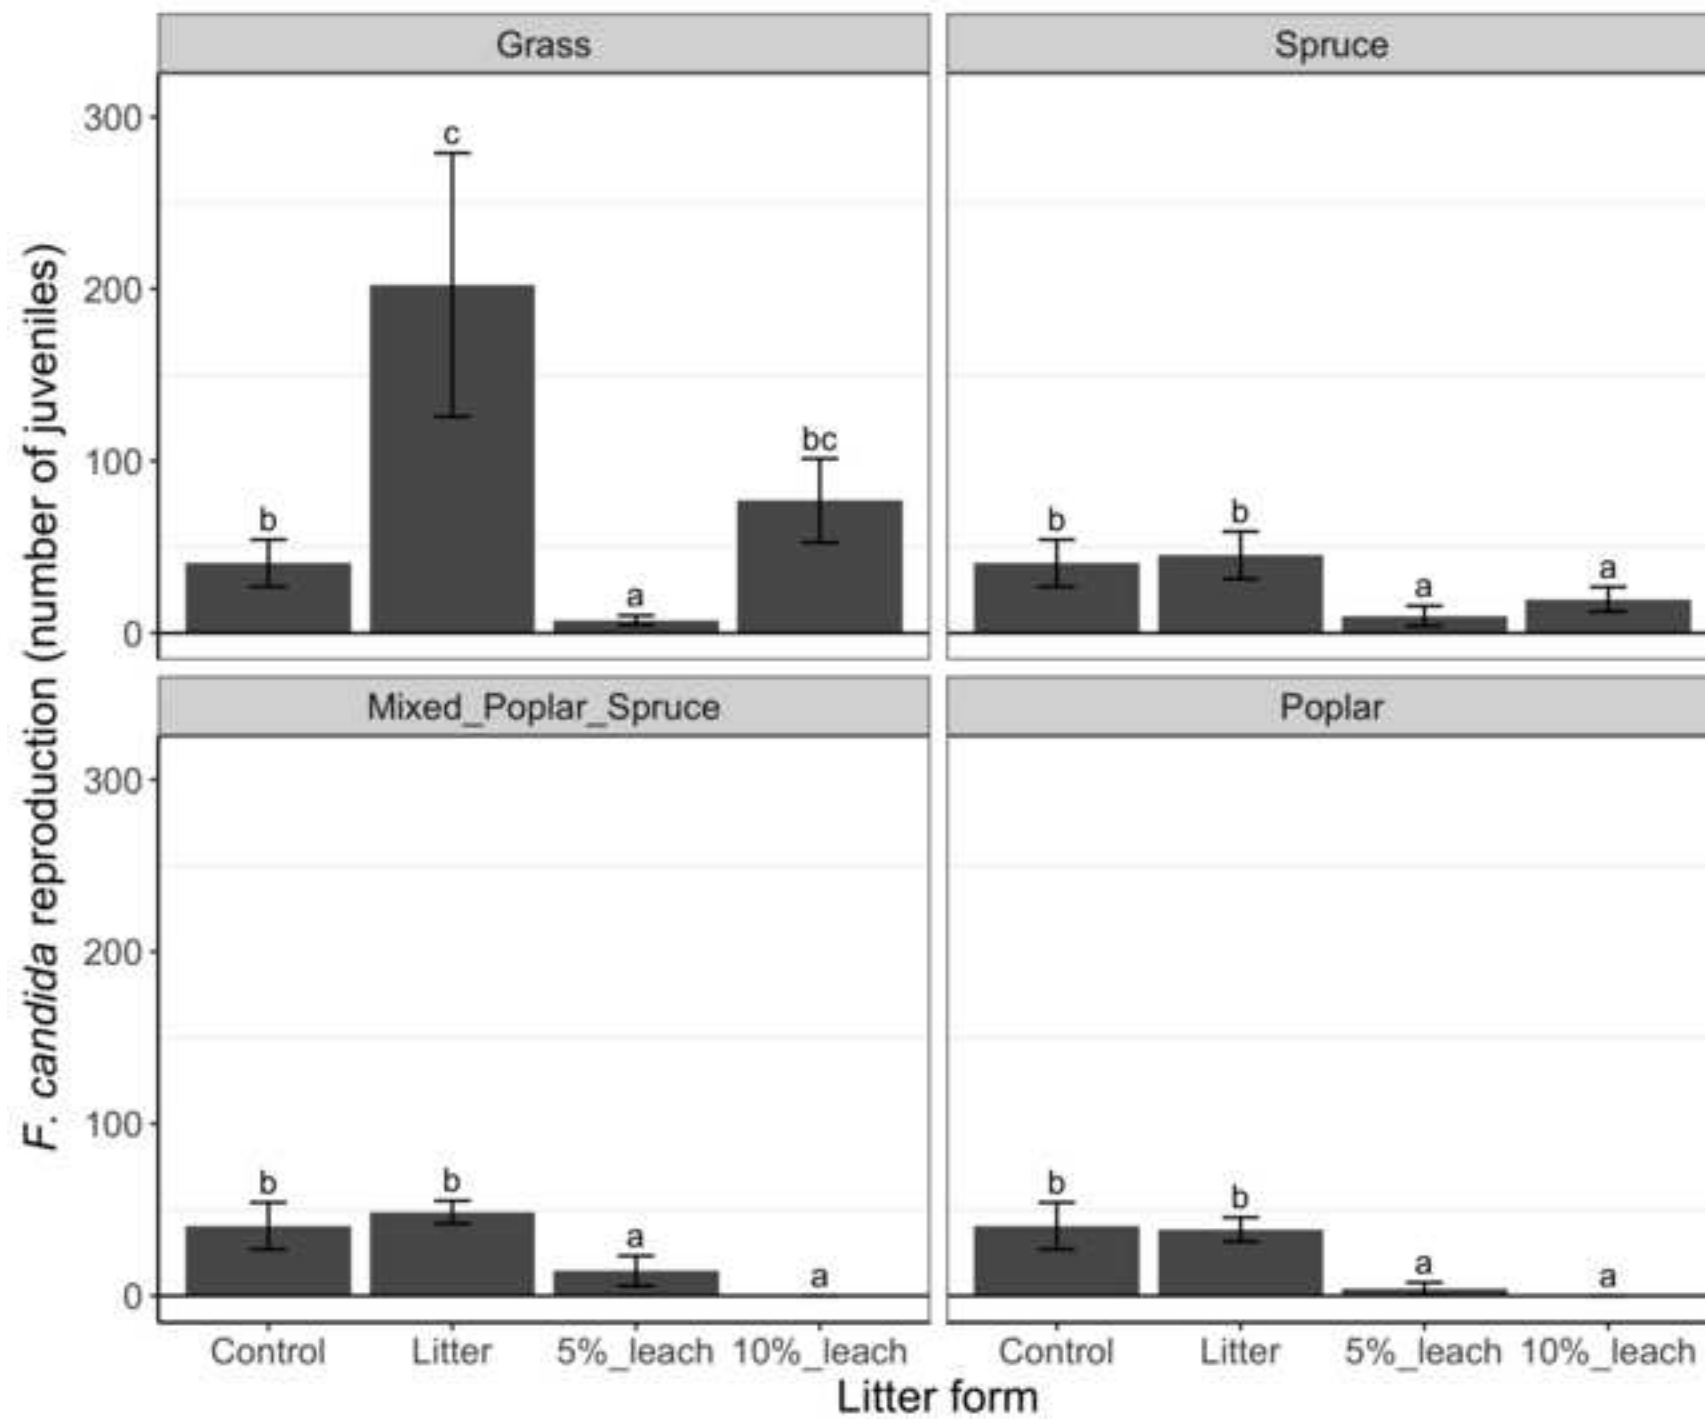 Grass
Spruce
300
200
100
0
b
c
a
bc
b
b
a
a
Mixed_Poplar_Spruce
Poplar
300
200
100
0
b
b
a
a
b
b
a
a
Control
Litter
5%_leach
10%_leach
Control
Litter
5%_leach
10%_leach
Litter form
F. candida reproduction (number of juveniles)